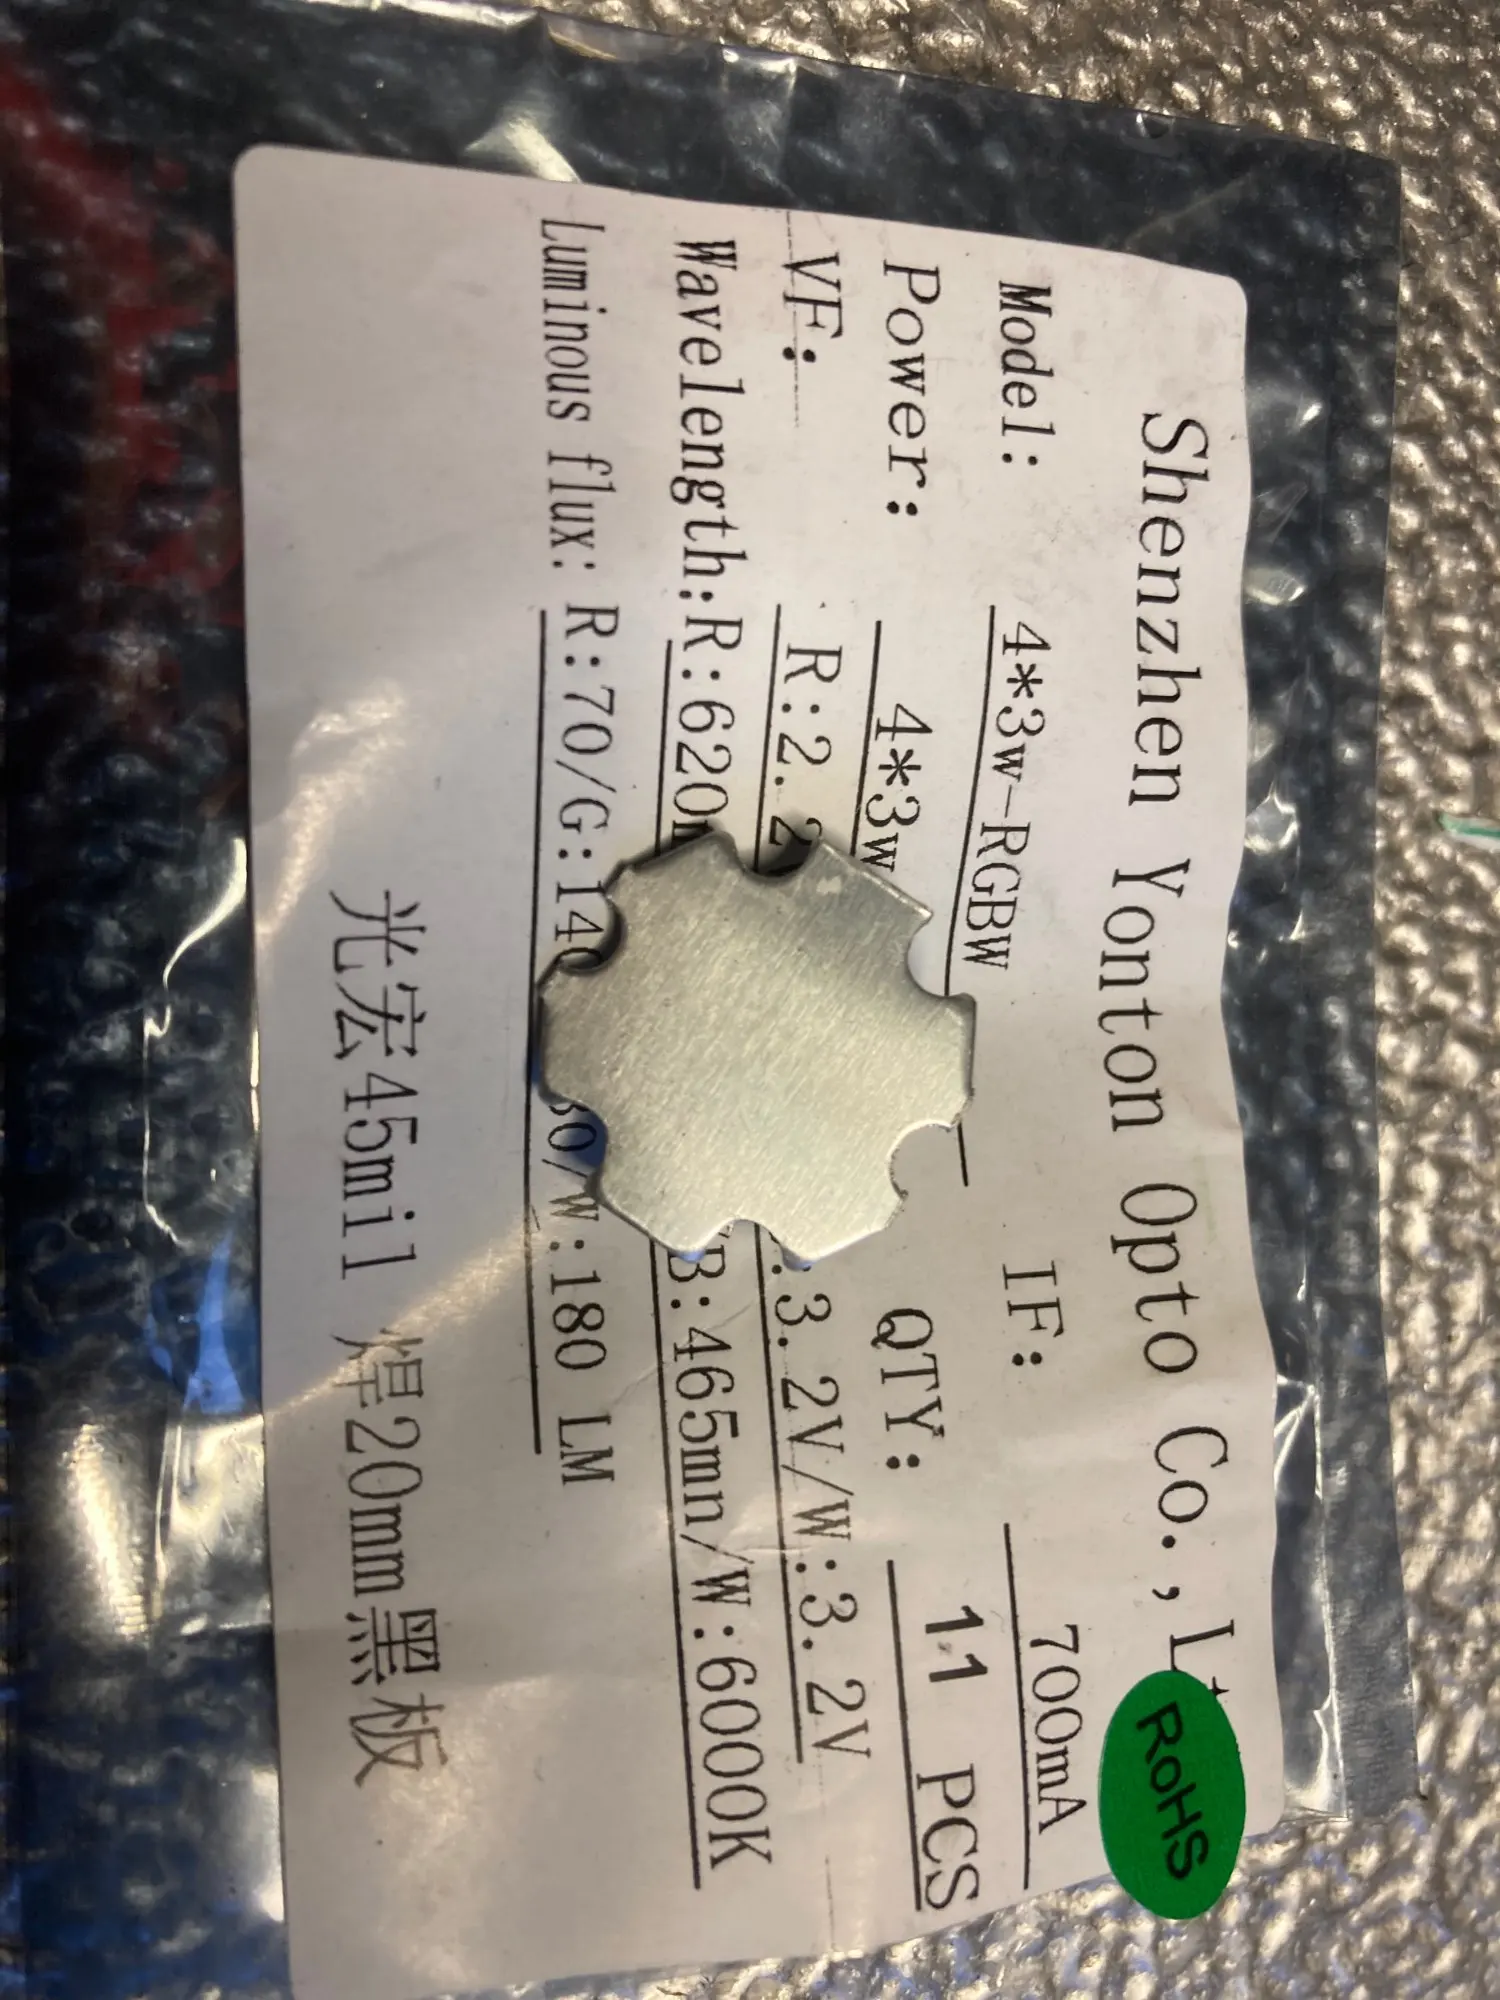 Shenzhen Yonton Opto Co.,
RoHS
Model: 4*3w-RGBW IF: 700mA
Power: 4*3w QTY: 11 PCS
VF: R:2.2 3.2V/W:3.2V
Wavelength:R:620 B:465mn/W:6000K
Luminous flux: R:70/G:140 /W:180 LM
光宏45mil 焊20mm黑板